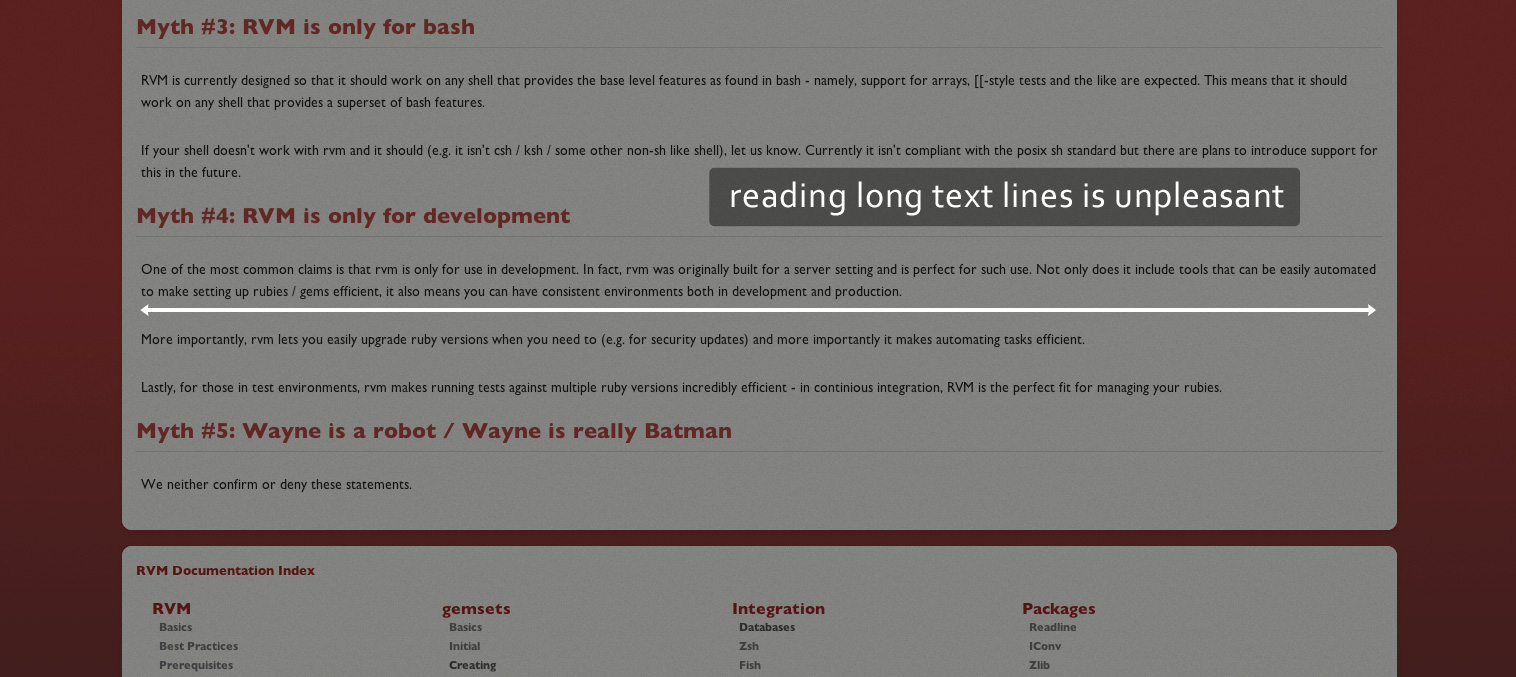 Myth #3: RVM is only for bash
RVM is currently designed so that it should work on any shell that provides the base level features as found in bash - namely, support for arrays, [[-style tests and the like are expected. This means that it should
work on any shell that provides a superset of bash features.
If your shell doesn't work with rvm and it should (e.g. it isn't csh / ksh / some other non-sh like shell), let us know. Currently it isn't compliant with the posix sh standard but there are plans to introduce support for
this in the future.
reading long text lines is unpleasant
Myth #4: RVM is only for development
One of the most common claims is that rvm is only for use in development. In fact, rvm was originally built for a server setting and is perfect for such use. Not only does it include tools that can be easily automated
to make setting up rubies / gems efficient, it also means you can have consistent environments both in development and production.
More importantly, rvm lets you easily upgrade ruby versions when you need to (e.g. for security updates) and more importantly it makes automating tasks efficient.
Lastly, for those in test environments, rvm makes running tests against multiple ruby versions incredibly efficient - in continious integration, RVM is the perfect fit for managing your rubies.
Myth #5: Wayne is a robot / Wayne is really Batman
We neither confirm or deny these statements.
RVM Documentation Index
RVM
Basics
Best Practices
Prerequisites
gemsets
Basics
Initial
Creating
Integration
Databases
Zsh
Fish
Packages
Readline
IConv
Zlib